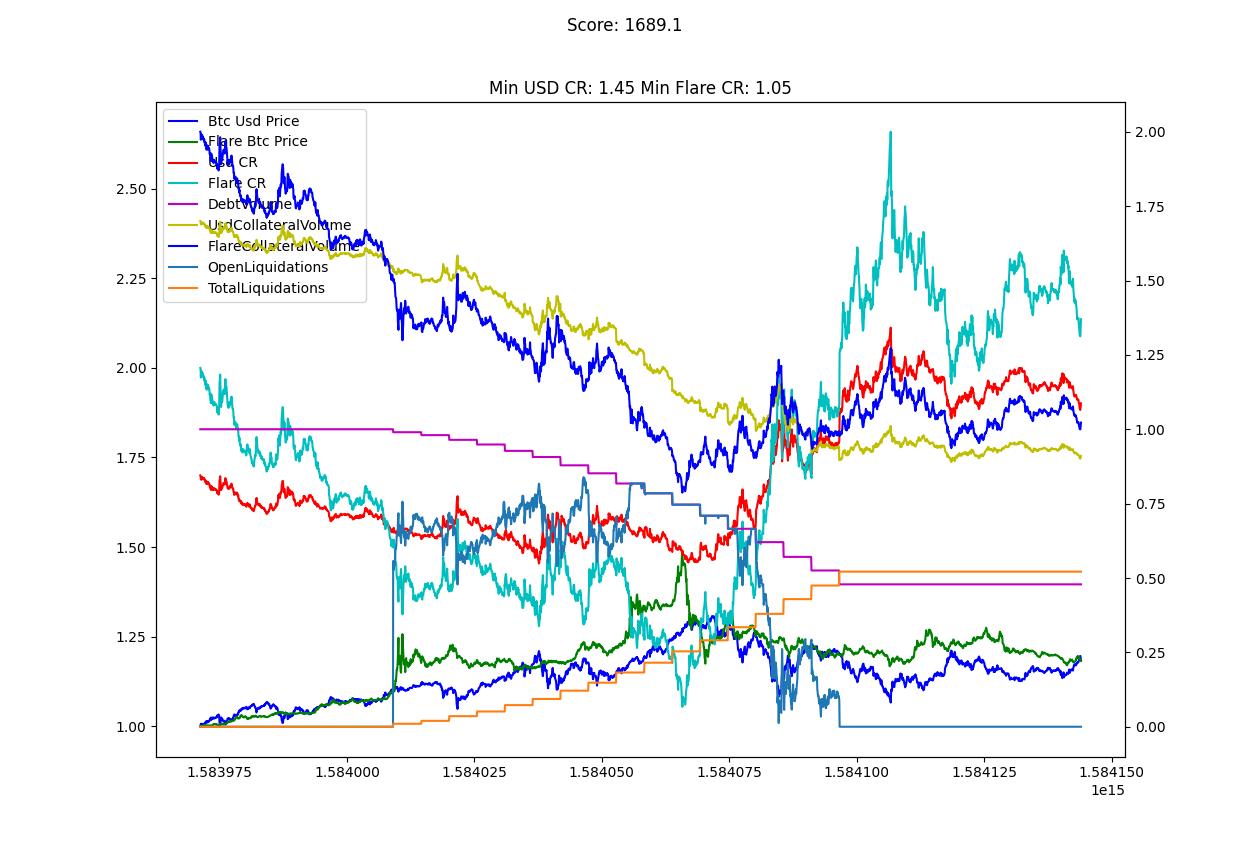 Score: 1689.1
Min USD CR: 1.45 Min Flare CR: 1.05
Btc Usd Price
Flare Btc Price
Usd CR
Flare CR
DebtVolume
UsdCollateralVolume
FlareCollateralVolume
OpenLiquidations
TotalLiquidations
2.50
2.25
2.00
1.75
1.50
1.25
1.00
2.00
1.75
1.50
1.25
1.00
0.75
0.50
0.25
0.00
1.583975 1.584000 1.584025 1.584050 1.584075 1.584100 1.584125 1.584150
1e15